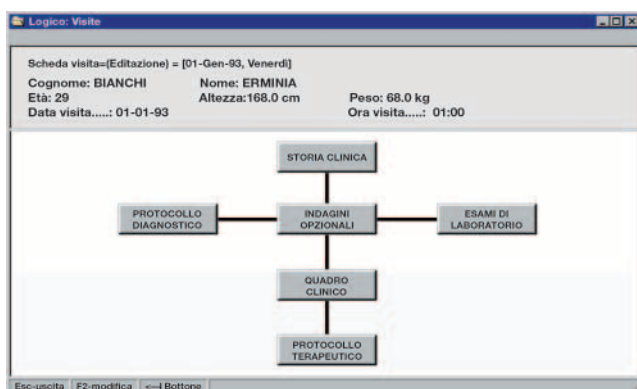 Logico: Visite
Scheda visita=(Editazione) = [01-Gen-93, Venerdì]
Cognome: BIANCHI Nome: ERMINIA
Età: 29 Altezza:168.0 cm Peso: 68.0 kg
Data visita.....: 01-01-93 Ora visita.....: 01:00
STORIA CLINICA
PROTOCOLLO
DIAGNOSTICO
INDAGINI
OPZIONALI
ESAMI DI
LABORATORIO
QUADRO
CLINICO
PROTOCOLLO
TERAPEUTICO
Esc-uscita F2-modifica <—| Bottone